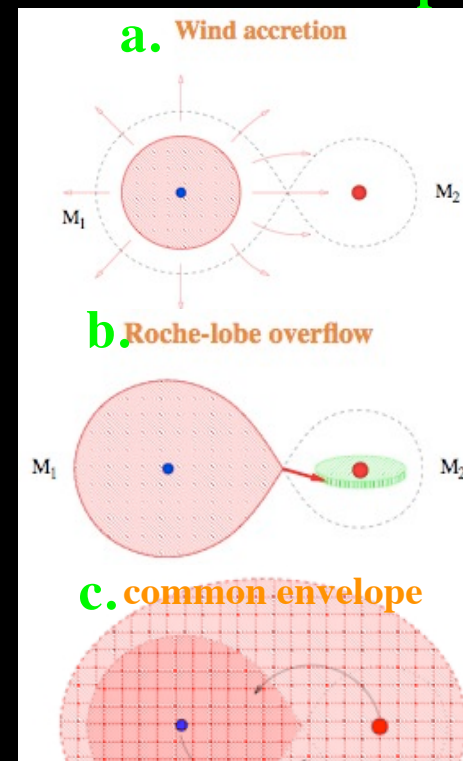 a. Wind accretion
M₁
M₂
b. Roche-lobe overflow
M₁
M₂
c. common envelope